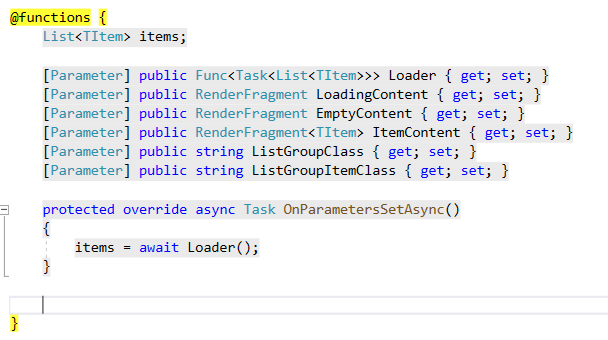 @functions {
    List<TItem> items;

    [Parameter] public Func<Task<List<TItem>>> Loader { get; set; }
    [Parameter] public RenderFragment LoadingContent { get; set; }
    [Parameter] public RenderFragment EmptyContent { get; set; }
    [Parameter] public RenderFragment<TItem> ItemContent { get; set; }
    [Parameter] public string ListGroupClass { get; set; }
    [Parameter] public string ListGroupItemClass { get; set; }

    protected override async Task OnParametersSetAsync()
    {
        items = await Loader();
    }

}